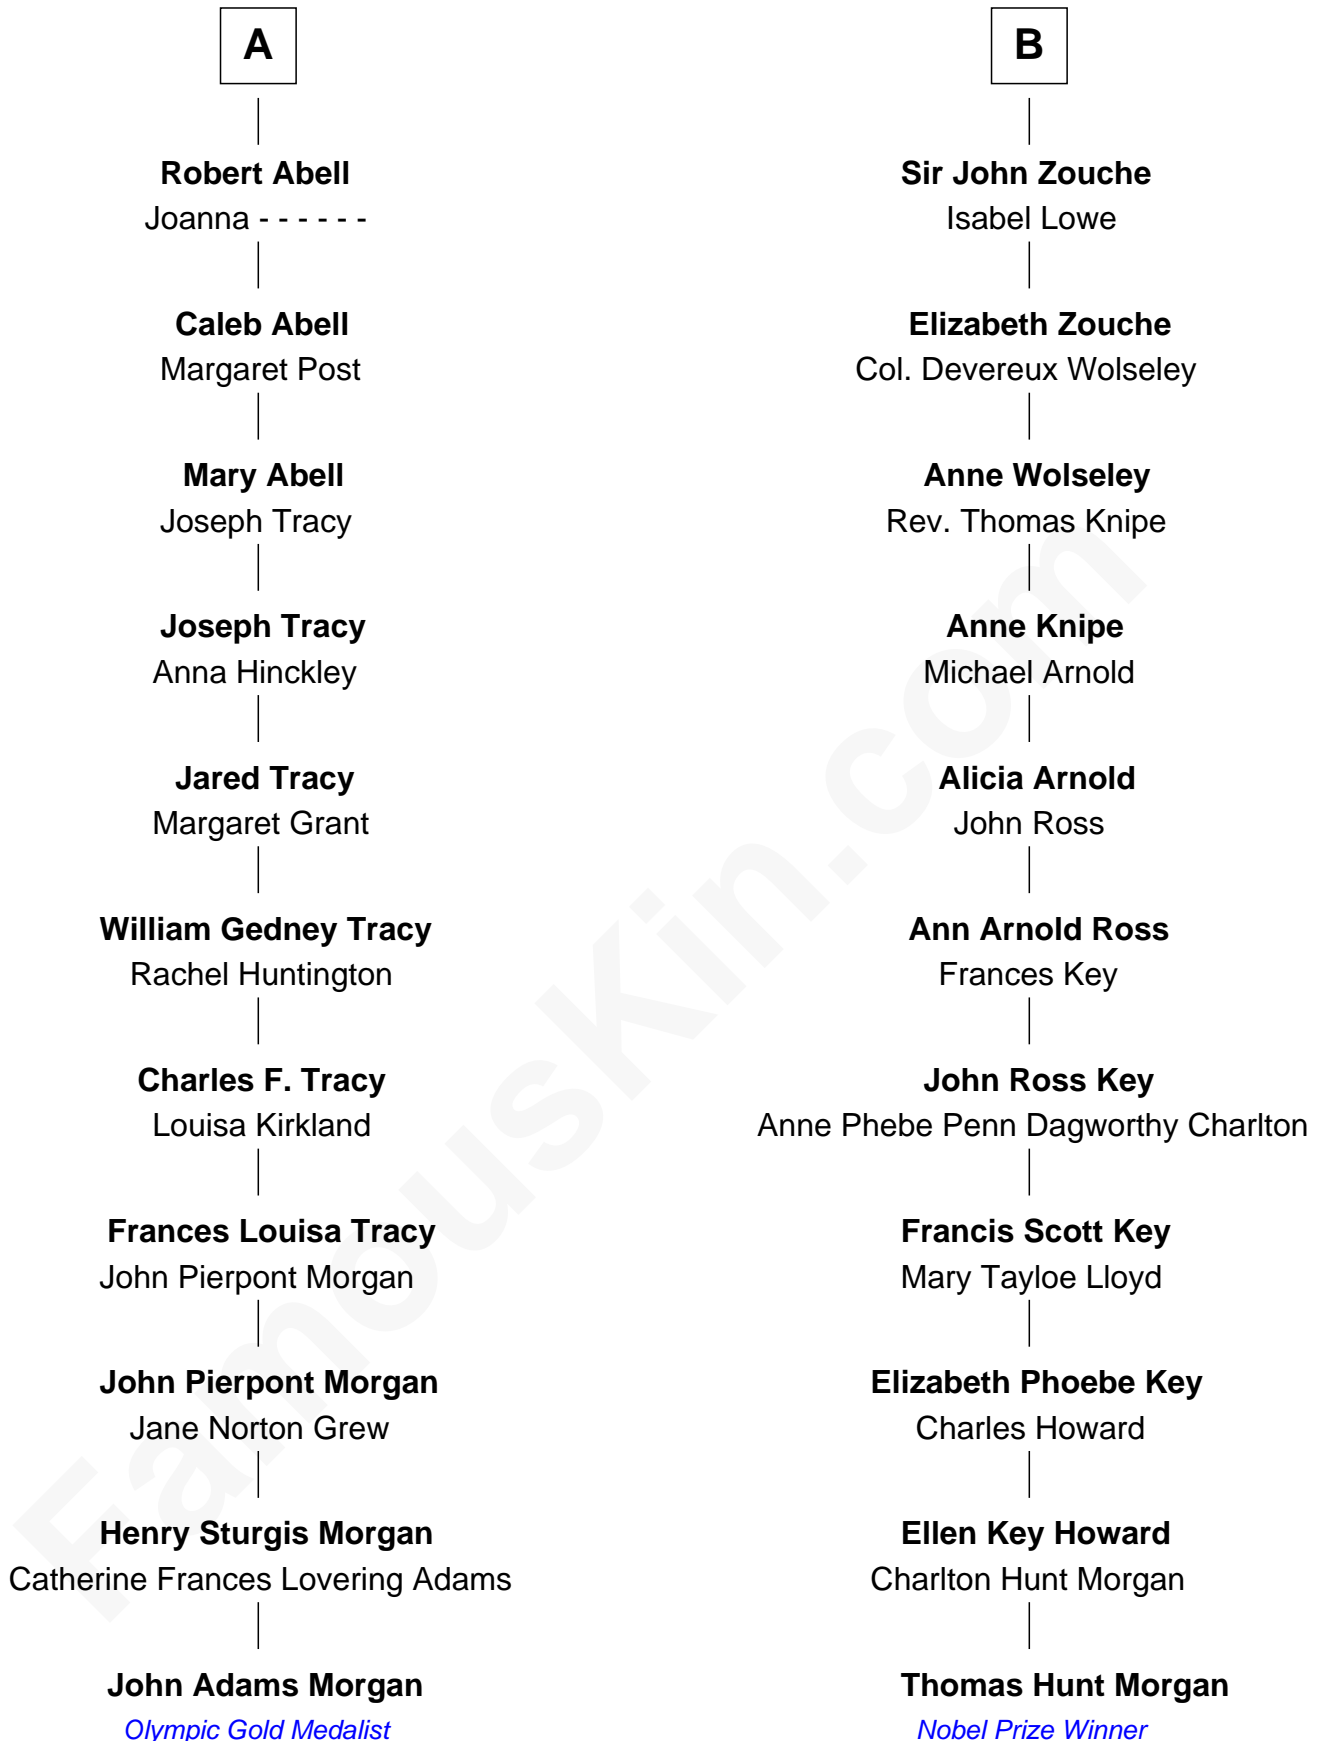 A
Robert Abell
Joanna - - - - - -
Caleb Abell
Margaret Post
Mary Abell
Joseph Tracy
Joseph Tracy
Anna Hinckley
Jared Tracy
Margaret Grant
William Gedney Tracy
Rachel Huntington
Charles F. Tracy
Louisa Kirkland
Frances Louisa Tracy
John Pierpont Morgan
John Pierpont Morgan
Jane Norton Grew
Henry Sturgis Morgan
Catherine Frances Lovering Adams
John Adams Morgan
Olympic Gold Medalist
B
Sir John Zouche
Isabel Lowe
Elizabeth Zouche
Col. Devereux Wolseley
Anne Wolseley
Rev. Thomas Knipe
Anne Knipe
Michael Arnold
Alicia Arnold
John Ross
Ann Arnold Ross
Frances Key
John Ross Key
Anne Phebe Penn Dagworthy Charlton
Francis Scott Key
Mary Tayloe Lloyd
Elizabeth Phoebe Key
Charles Howard
Ellen Key Howard
Charlton Hunt Morgan
Thomas Hunt Morgan
Nobel Prize Winner
FamousKin.com